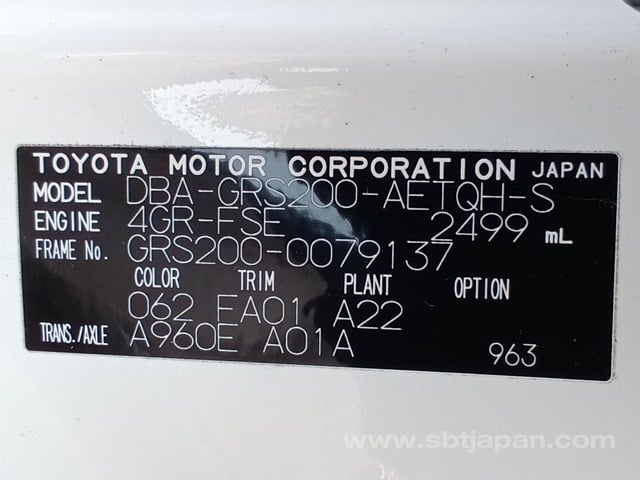 TOYOTA MOTOR CORPORATION JAPAN
MODEL DBA-GRS200-AETQH-S
ENGINE 4GR-FSE 2499 mL
FRAME No. GRS200-0079137
COLOR TRIM PLANT OPTION
062 FA01 A22
TRANS./AXLE A960E A01A 963
www.sbtjapan.com